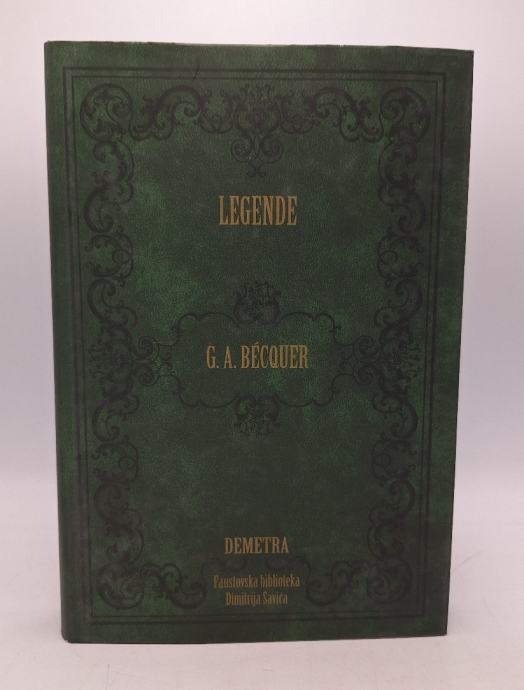 LEGENDE
G. A. BÉCQUER
DEMETRA
Faustovska biblioteka
Dimitrija Savića